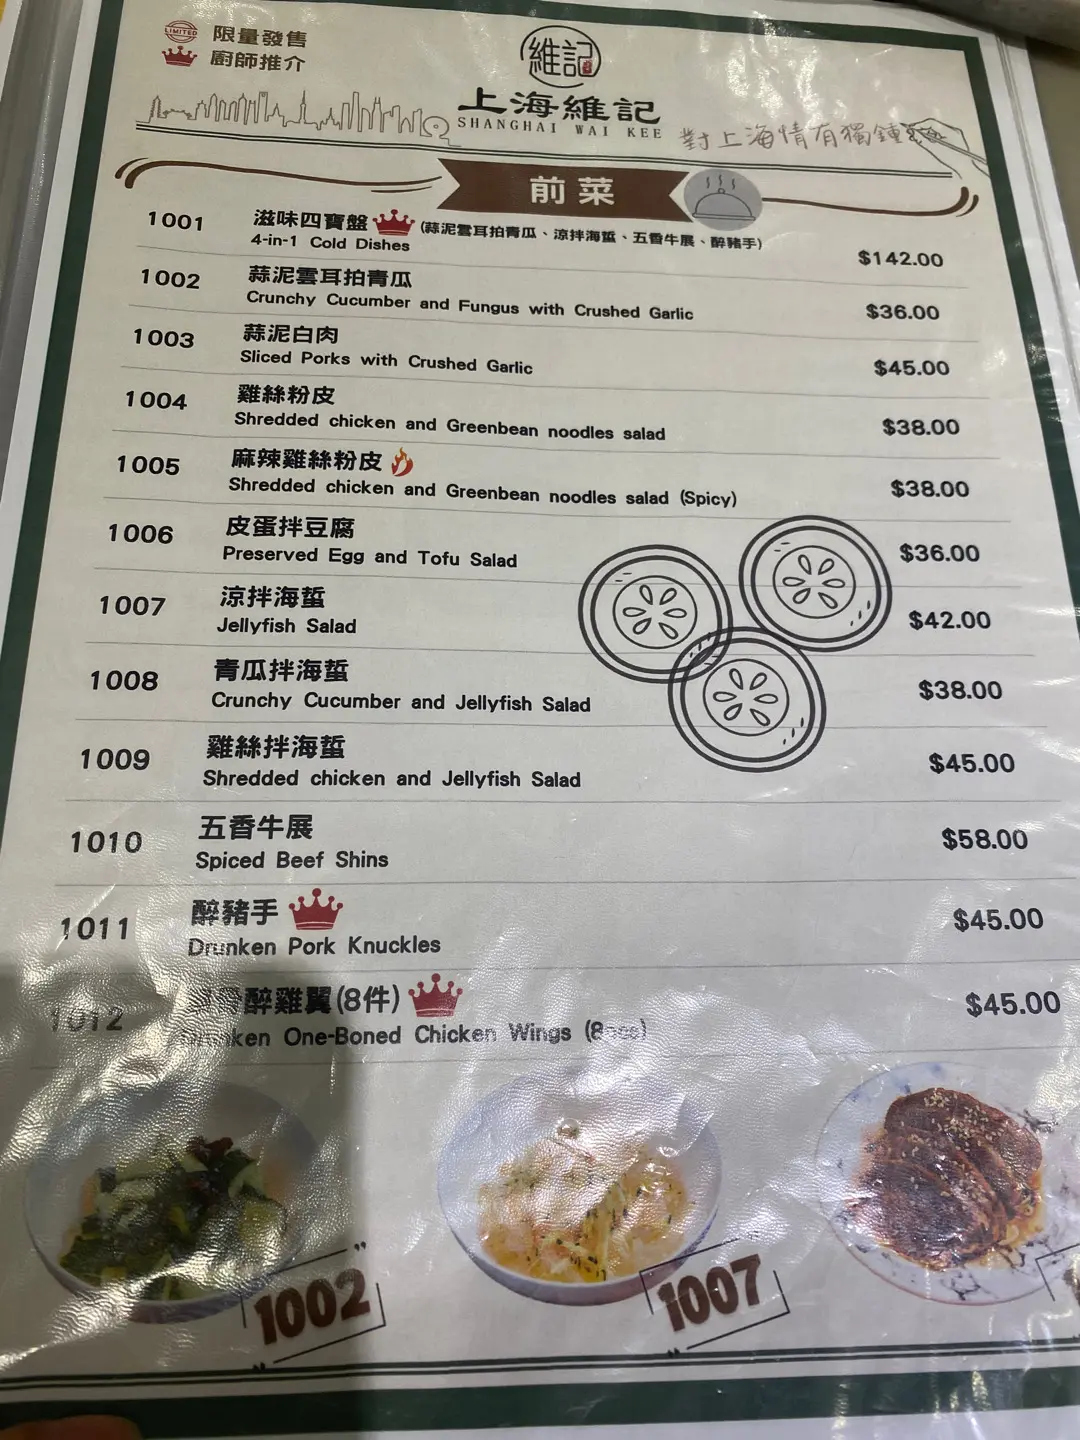 LIMITED 限量發售
廚師推介
維記
上海維記
SHANGHAI WAI KEE
對上海情有獨鍾
前菜
1001 滋味四寶盤 (蒜泥雲耳拍青瓜、涼拌海蜇、五香牛展、醉豬手)
4-in-1 Cold Dishes $142.00
1002 蒜泥雲耳拍青瓜
Crunchy Cucumber and Fungus with Crushed Garlic $36.00
1003 蒜泥白肉
Sliced Porks with Crushed Garlic $45.00
1004 雞絲粉皮
Shredded chicken and Greenbean noodles salad $38.00
1005 麻辣雞絲粉皮
Shredded chicken and Greenbean noodles salad (Spicy) $38.00
1006 皮蛋拌豆腐
Preserved Egg and Tofu Salad $36.00
1007 涼拌海蜇
Jellyfish Salad $42.00
1008 青瓜拌海蜇
Crunchy Cucumber and Jellyfish Salad $38.00
1009 雞絲拌海蜇
Shredded chicken and Jellyfish Salad $45.00
1010 五香牛展
Spiced Beef Shins $58.00
1011 醉豬手
Drunken Pork Knuckles $45.00
1012 骨醉雞翼(8件)
Drunken One-Boned Chicken Wings (8pcs) $45.00
1002
1007